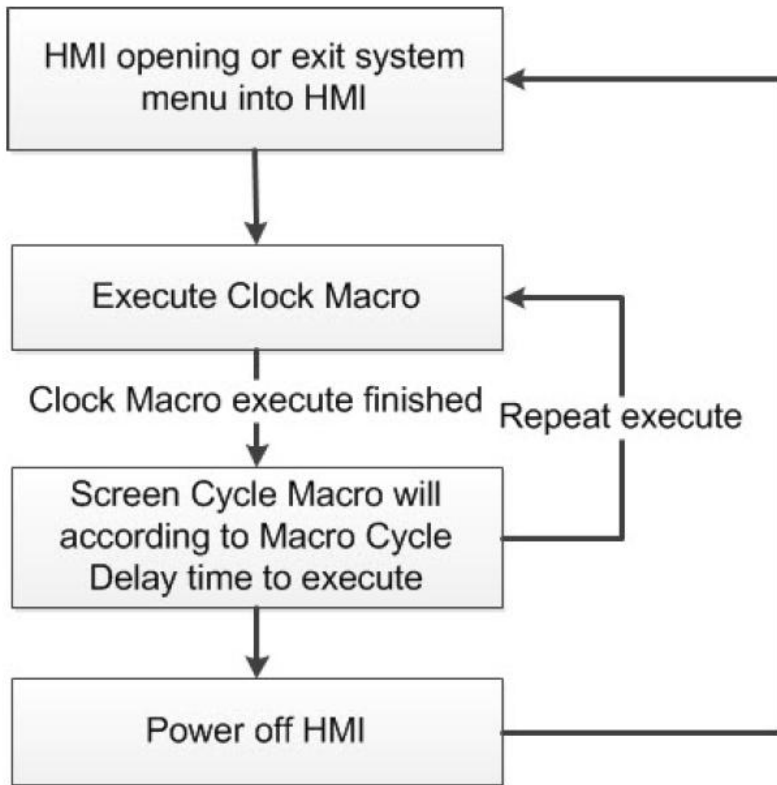 HMI opening or exit system
menu into HMI
Execute Clock Macro
Clock Macro execute finished
Repeat execute
Screen Cycle Macro will
according to Macro Cycle
Delay time to execute
Power off HMI